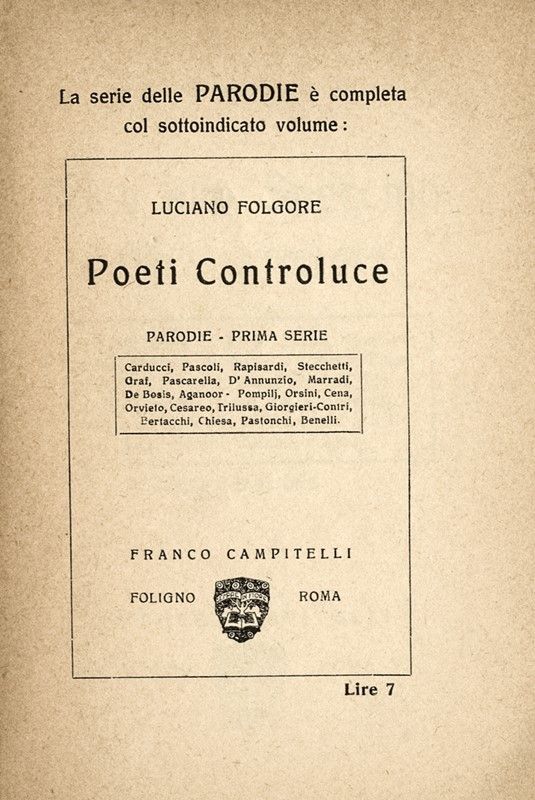 La serie delle PARODIE è completa
col sottoindicato volume:
LUCIANO FOLGORE
Poeti Controluce
PARODIE - PRIMA SERIE
Carducci, Pascoli, Rapisardi, Stecchetti,
Graf, Pascarella, D'Annunzio, Marradi,
De Bosis, Aganoor - Pompilj, Orsini, Cena,
Orvieto, Cesareo, Trilussa, Giorgieri-Contri,
Bertacchi, Chiesa, Pastonchi, Benelli.
FRANCO CAMPITELLI
FOLIGNO ROMA
Lire 7